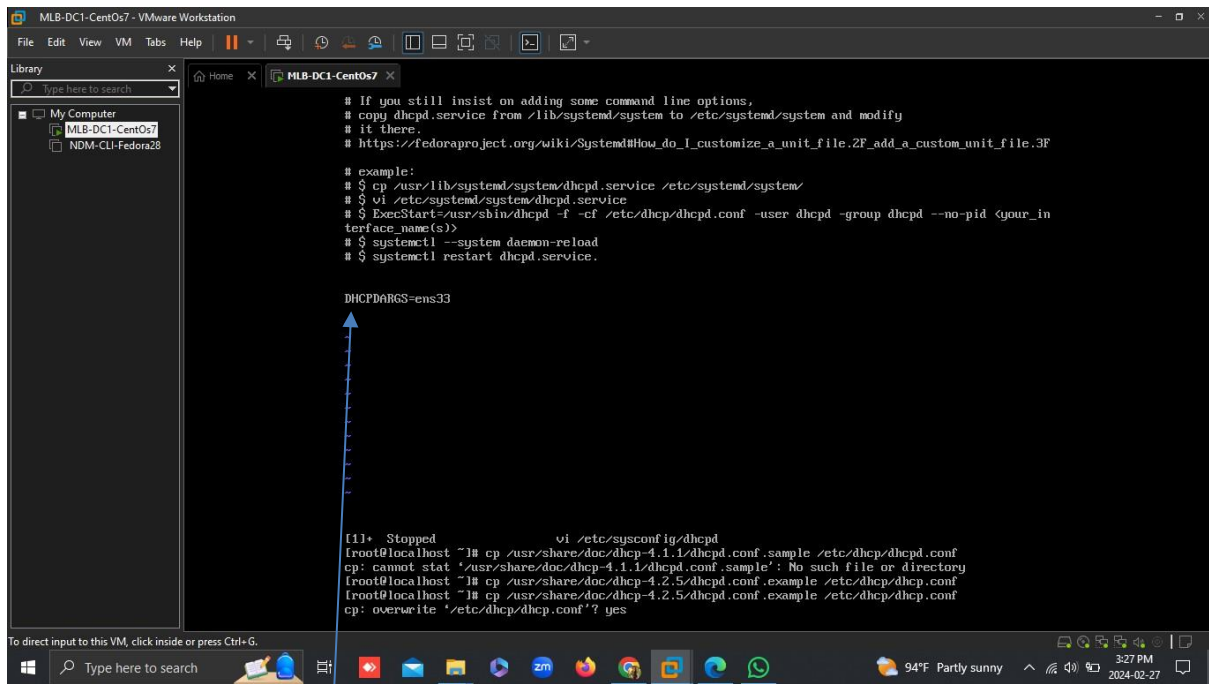 MLB-DC1-CentOs7 - VMware Workstation
File Edit View VM Tabs Help
Library
Type here to search
Home
MLB-DC1-CentOs7
My Computer
MLB-DC1-CentOs7
NDM-CLI-Fedora28
# If you still insist on adding some command line options,
# copy dhcpd.service from /lib/systemd/system to /etc/systemd/system and modify
# it there.
# https://fedoraproject.org/wiki/Systemd#How_do_I_customize_a_unit_file.2F_add_a_custom_unit_file.3F
# example:
# $ cp /usr/lib/systemd/system/dhcpd.service /etc/systemd/system/
# $ vi /etc/systemd/system/dhcpd.service
# $ ExecStart=/usr/sbin/dhcpd -f -cf /etc/dhcp/dhcpd.conf -user dhcpd -group dhcpd --no-pid <your_in
terface_name(s)>
# $ systemctl --system daemon-reload
# $ systemctl restart dhcpd.service.
DHCPDARGS=ens33
~
~
~
~
~
~
~
~
~
~
~
~
[1]+ Stopped vi /etc/sysconfig/dhcpd
[root@localhost ~]# cp /usr/share/doc/dhcp-4.1.1/dhcpd.conf.sample /etc/dhcp/dhcpd.conf
cp: cannot stat ‘/usr/share/doc/dhcp-4.1.1/dhcpd.conf.sample’: No such file or directory
[root@localhost ~]# cp /usr/share/doc/dhcp-4.2.5/dhcpd.conf.example /etc/dhcp/dhcp.conf
[root@localhost ~]# cp /usr/share/doc/dhcp-4.2.5/dhcpd.conf.example /etc/dhcp/dhcp.conf
cp: overwrite ‘/etc/dhcp/dhcp.conf’? yes
To direct input to this VM, click inside or press Ctrl+G.
Type here to search
zm
94°F Partly sunny
3:27 PM
2024-02-27